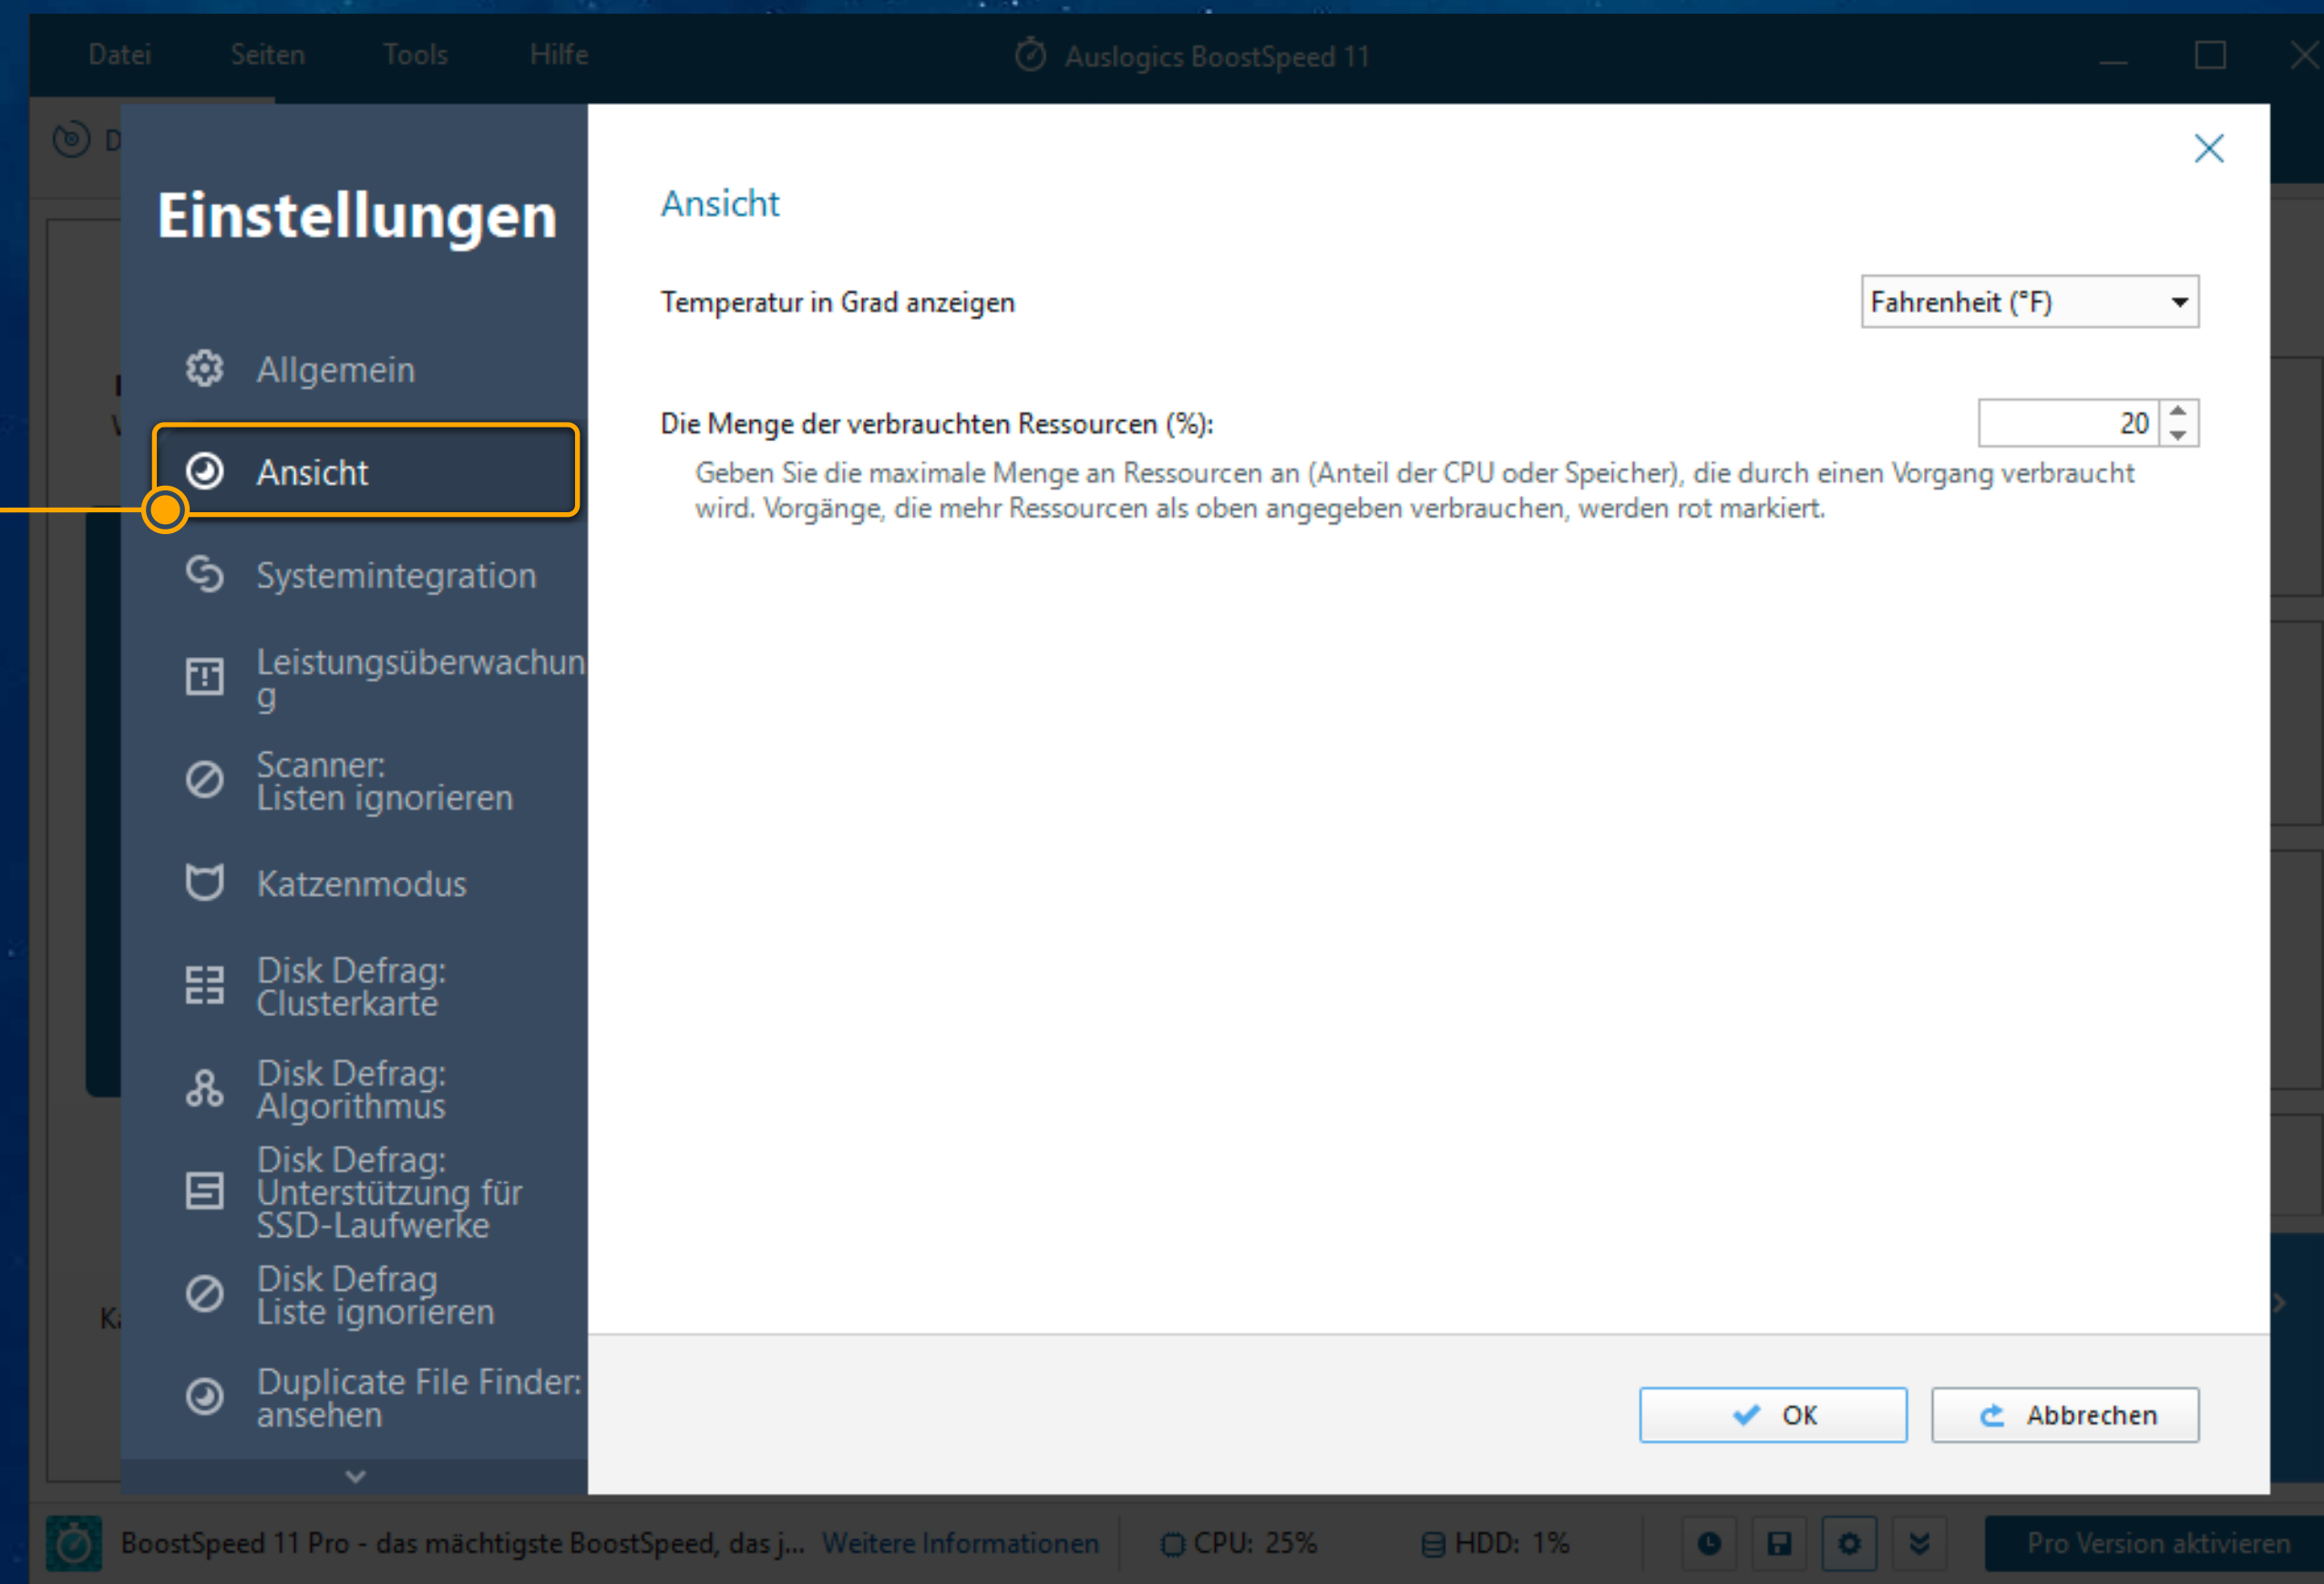 Datei Seiten Tools Hilfe Auslogics BoostSpeed 11
Einstellungen
Allgemein
Ansicht
Systemintegration
Leistungsüberwachun
g
Scanner:
Listen ignorieren
Katzenmodus
Disk Defrag:
Clusterkarte
Disk Defrag:
Algorithmus
Disk Defrag:
Unterstützung für
SSD-Laufwerke
Disk Defrag
Liste ignorieren
Duplicate File Finder:
ansehen
Ansicht
Temperatur in Grad anzeigen Fahrenheit (°F)
Die Menge der verbrauchten Ressourcen (%): 20
Geben Sie die maximale Menge an Ressourcen an (Anteil der CPU oder Speicher), die durch einen Vorgang verbraucht
wird. Vorgänge, die mehr Ressourcen als oben angegeben verbrauchen, werden rot markiert.
OK Abbrechen
BoostSpeed 11 Pro - das mächtigste BoostSpeed, das j... Weitere Informationen CPU: 25% HDD: 1% Pro Version aktivieren